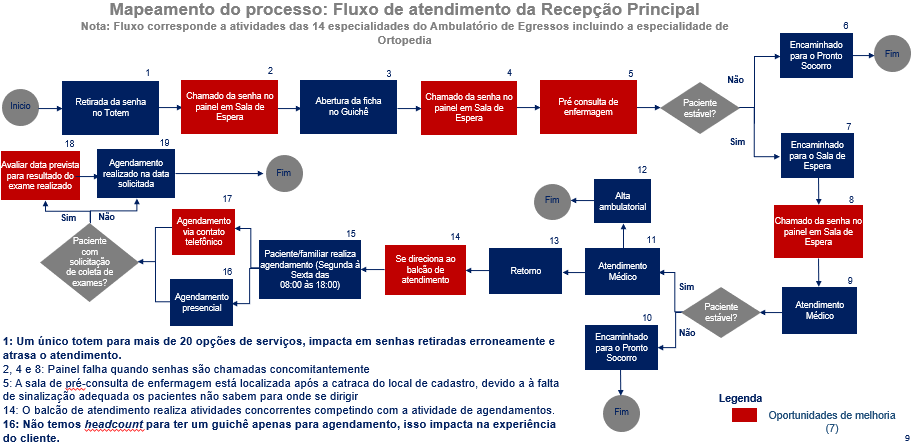 Mapeamento do processo: Fluxo de atendimento da Recepção Principal
Nota: Fluxo corresponde a atividades das 14 especialidades do Ambulatório de Egressos incluindo a especialidade de
Ortopedia
Inicio
1
Retirada da senha
no Totem
2
Chamado da senha no
painel em Sala de
Espera
3
Abertura da ficha
no Guichê
4
Chamado da senha no
painel em Sala de
Espera
5
Pré consulta de
enfermagem
Paciente
estável?
Não
Sim
6
Encaminhado
para o Pronto
Socorro
Fim
7
Encaminhado
para o Sala de
Espera
8
Chamado da senha no
painel em Sala de
Espera
9
Atendimento
Médico
Paciente
estável?
Sim
Não
10
Encaminhado
para o Pronto
Socorro
Fim
11
Atendimento
Médico
12
Alta
ambulatorial
Fim
13
Retorno
14
Se direciona ao
balcão de
atendimento
15
Paciente/familiar realiza
agendamento (Segunda à
Sexta das
08:00 ás 18:00)
16
Agendamento
presencial
17
Agendamento
via contato
telefônico
Paciente
com
solicitação
de coleta de
exames?
Sim
Não
18
Avaliar data prevista
para resultado do
exame realizado
19
Agendamento
realizado na data
solicitada
Fim
1: Um único totem para mais de 20 opções de serviços, impacta em senhas retiradas erroneamente e
atrasa o atendimento.
2, 4 e 8: Painel falha quando senhas são chamadas concomitantemente
5: A sala de pré-consulta de enfermagem está localizada após a catraca do local de cadastro, devido a à falta
de sinalização adequada os pacientes não sabem para onde se dirigir
14: O balcão de atendimento realiza atividades concorrentes competindo com a atividade de agendamentos.
16: Não temos headcount para ter um guichê apenas para agendamento, isso impacta na experiência
do cliente.
Legenda
Oportunidades de melhoria
(7)
9